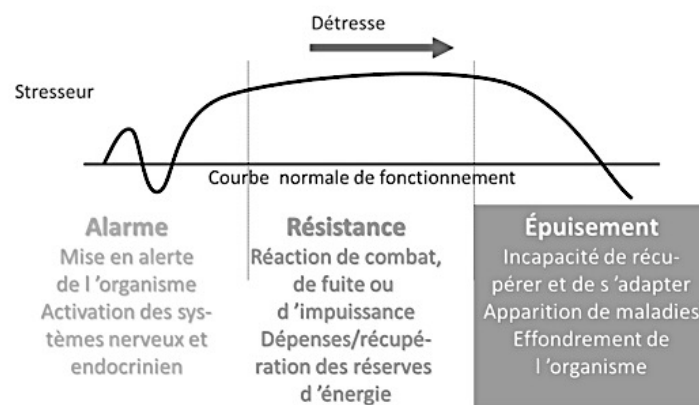 Détresse
Stresseur
Courbe normale de fonctionnement
Alarme
Mise en alerte
de l ’organisme
Activation des sys-
tèmes nerveux et
endocrinien
Résistance
Réaction de combat,
de fuite ou
d ’impuissance
Dépenses/récupé-
ration des réserves
d ’énergie
Épuisement
Incapacité de récu-
pérer et de s ’adapter
Apparition de maladies
Effondrement de
l ’organisme